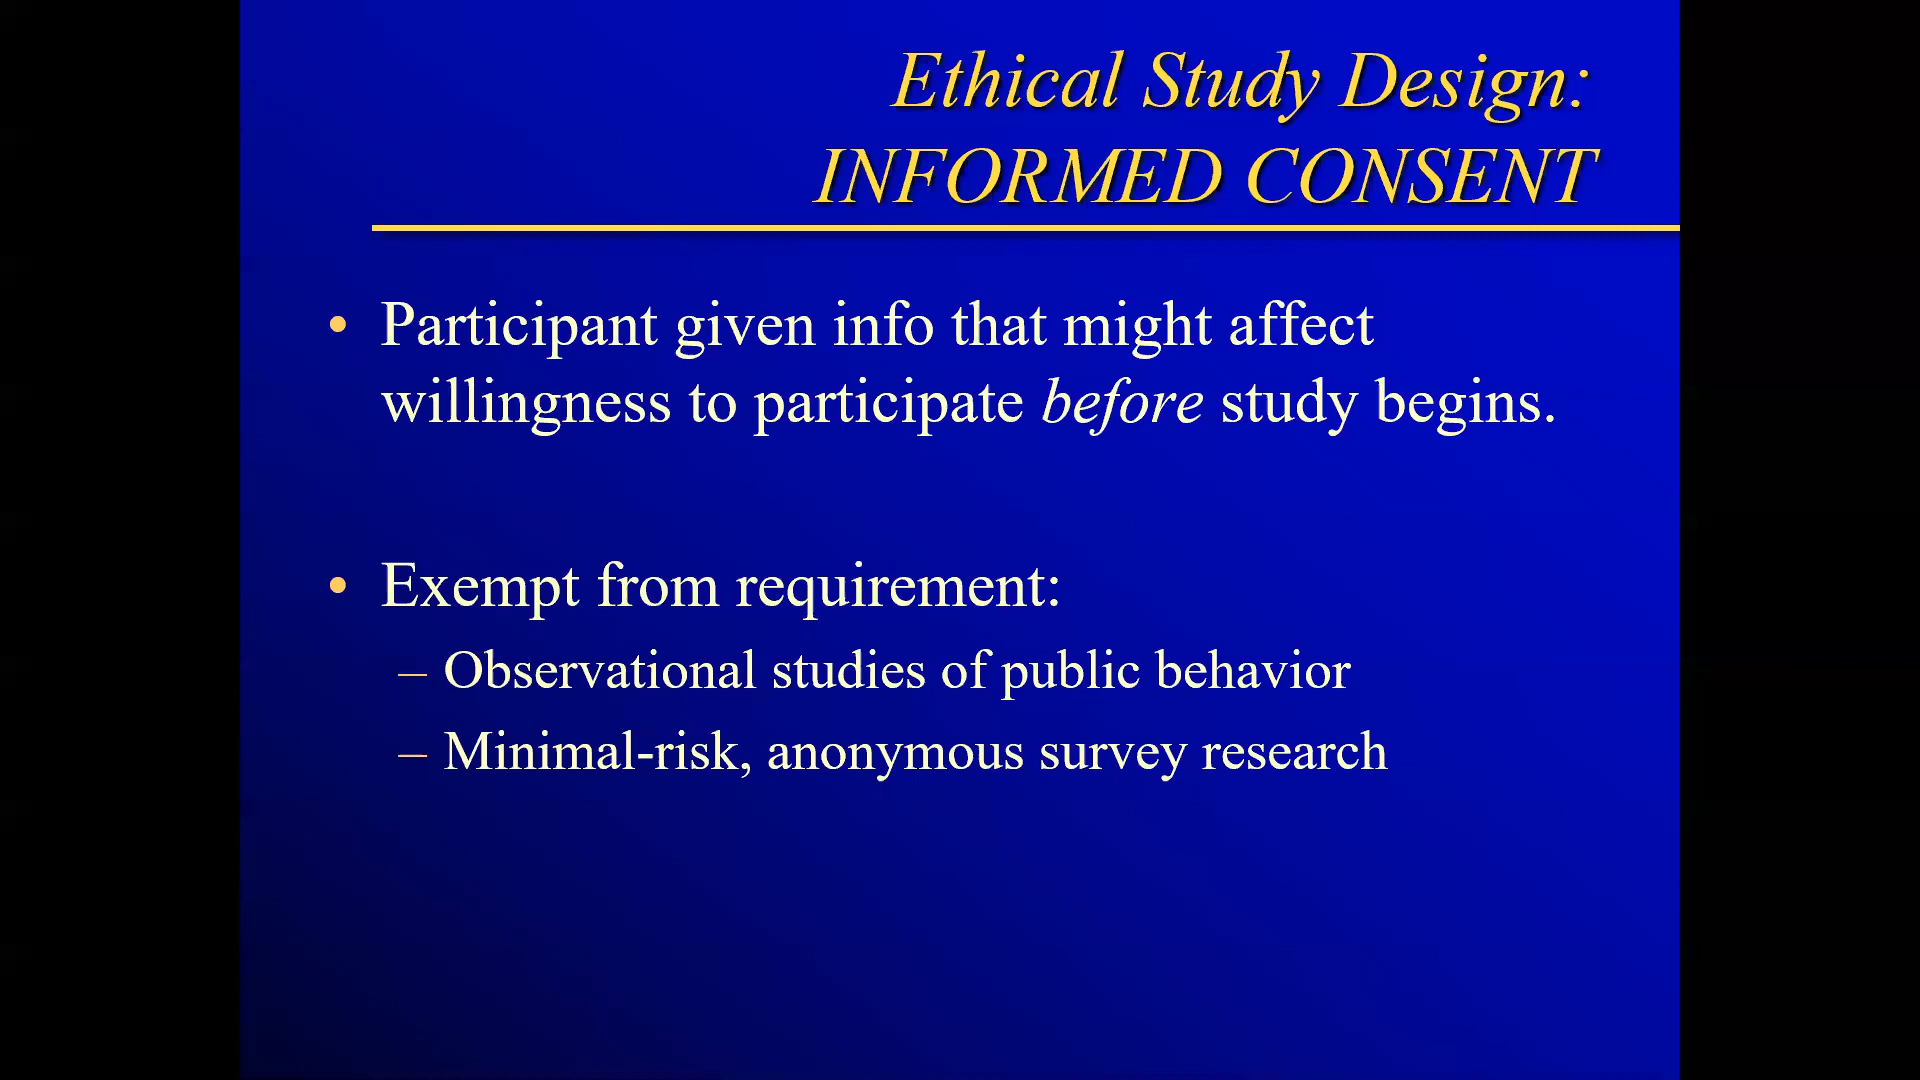 Ethical Study Design:
INFORMED CONSENT
• Participant given info that might affect
willingness to participate before study begins.
• Exempt from requirement:
– Observational studies of public behavior
– Minimal-risk, anonymous survey research